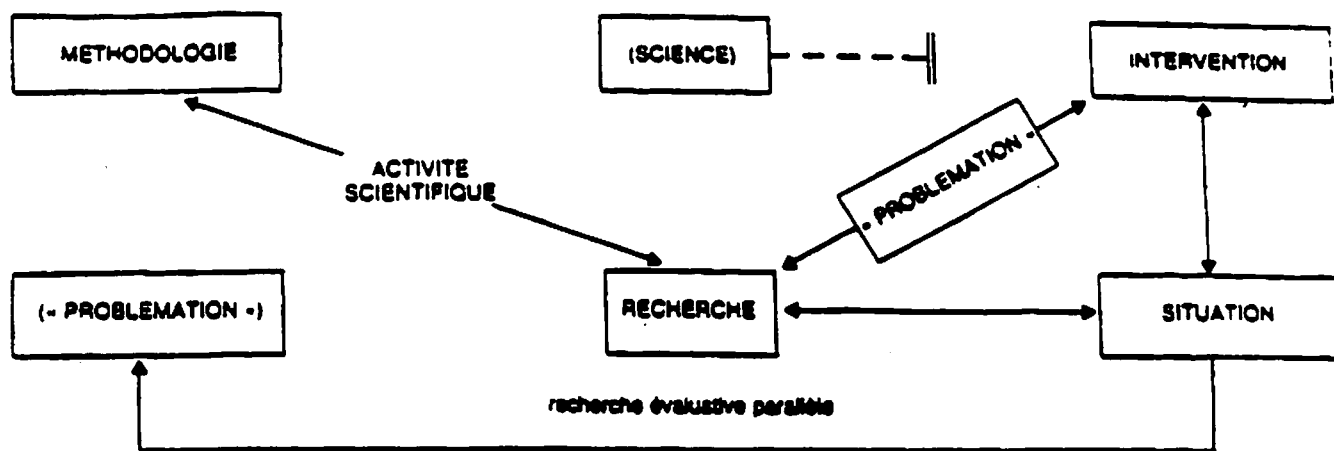 METHODOLOGIE
(SCIENCE)
INTERVENTION
ACTIVITE
SCIENTIFIQUE
« PROBLEMATION »
(« PROBLEMATION »)
RECHERCHE
SITUATION
recherche évaluative parallèle